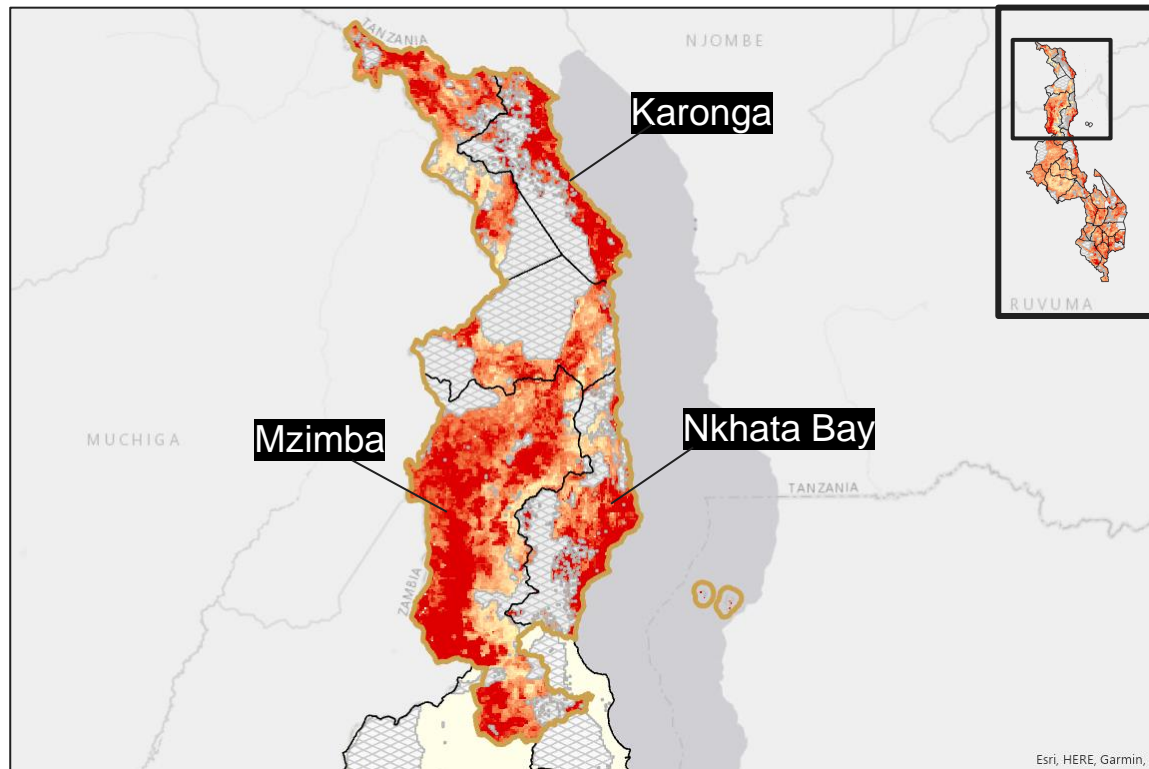 TANZANIA
NJOMBE
Karonga
RUVUMA
MUCHIGA
Mzimba
Nkhata Bay
TANZANIA
ZAMBIA
Esri, HERE, Garmin,